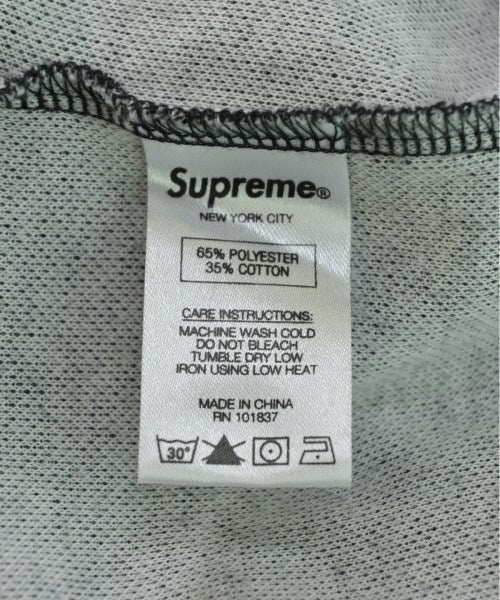 Supreme®
NEW YORK CITY
65% POLYESTER
35% COTTON
CARE INSTRUCTIONS:
MACHINE WASH COLD
DO NOT BLEACH
TUMBLE DRY LOW
IRON USING LOW HEAT
MADE IN CHINA
RN 101837
30°